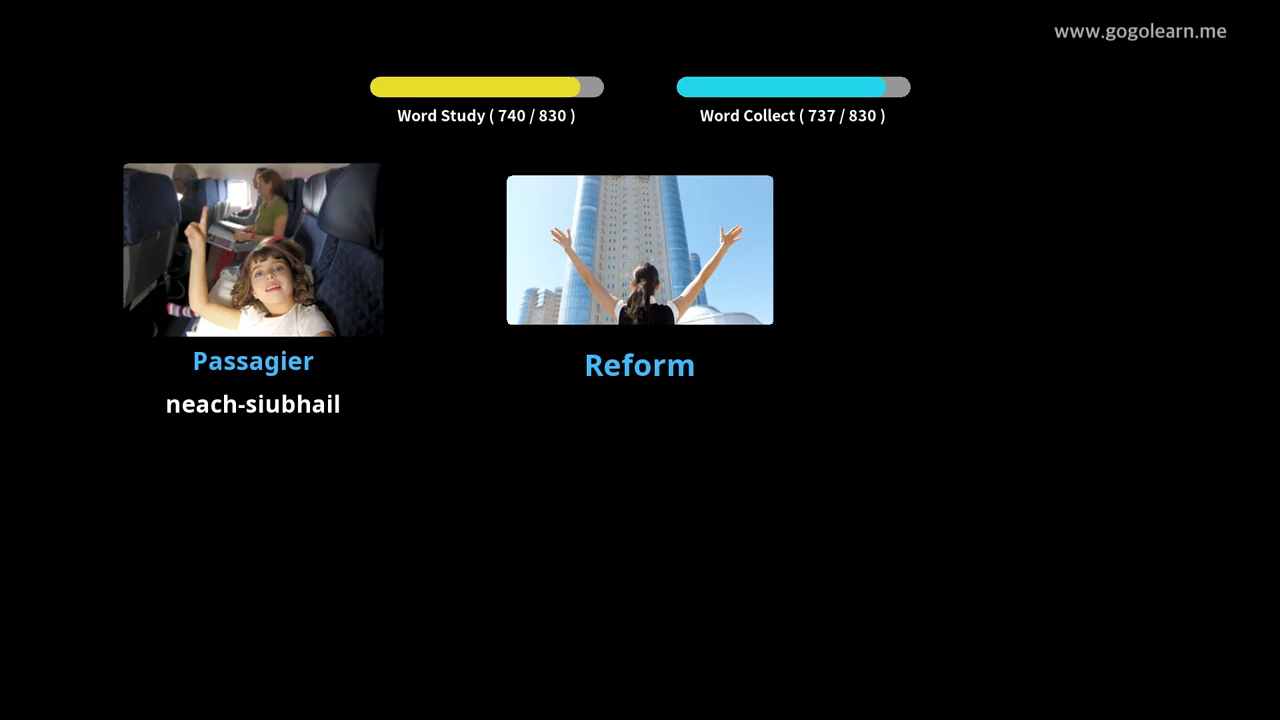 www.gogolearn.me
Word Study ( 740 / 830 )
Word Collect ( 737 / 830 )
Passagier
neach-siubhail
Reform